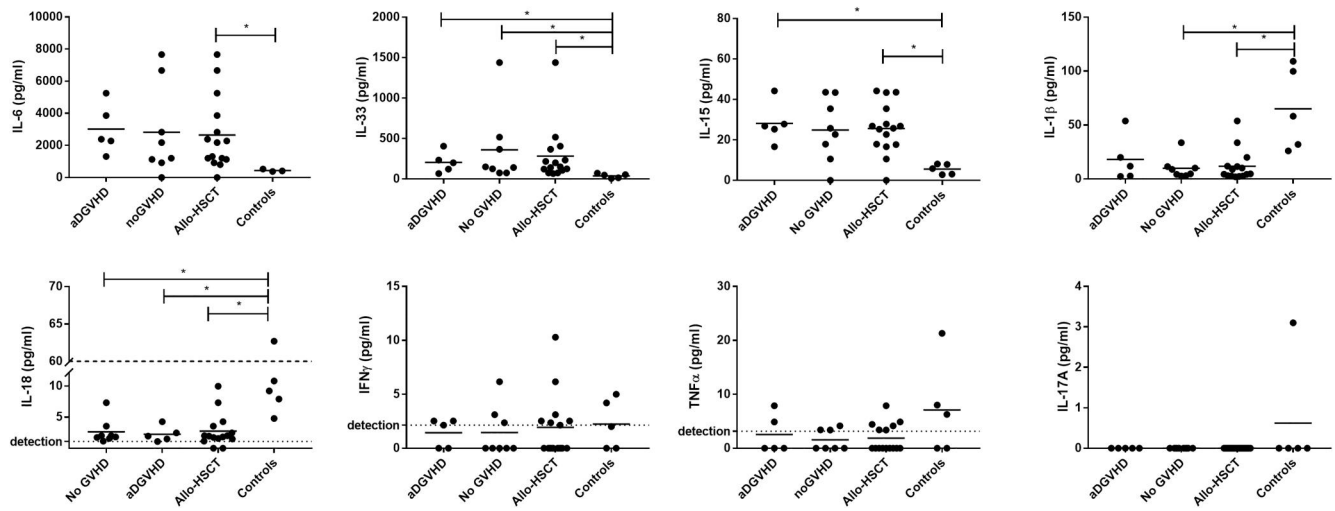 IL-6 (pg/ml)
10000
8000
6000
4000
2000
0
*
aDGVHD
noGVHD
Allo-HSCT
Controls
IL-33 (pg/ml)
2000
1500
1000
500
0
*
*
*
aDGVHD
No GVHD
Allo-HSCT
Controls
IL-15 (pg/ml)
80
60
40
20
0
*
*
aDGVHD
No GVHD
Allo-HSCT
Controls
IL-1β (pg/ml)
150
100
50
0
*
*
aDGVHD
No GVHD
Allo-HSCT
Controls
IL-18 (pg/ml)
70
65
60
10
5
detection
*
*
*
No GVHD
aDGVHD
Allo-HSCT
Controls
IFNγ (pg/ml)
15
10
5
detection
0
aDGVHD
No GVHD
Allo-HSCT
Controls
TNFα (pg/ml)
30
20
10
detection
0
aDGVHD
noGVHD
Allo-HSCT
Controls
IL-17A (pg/ml)
4
3
2
1
0
aDGVHD
No GVHD
Allo-HSCT
Controls